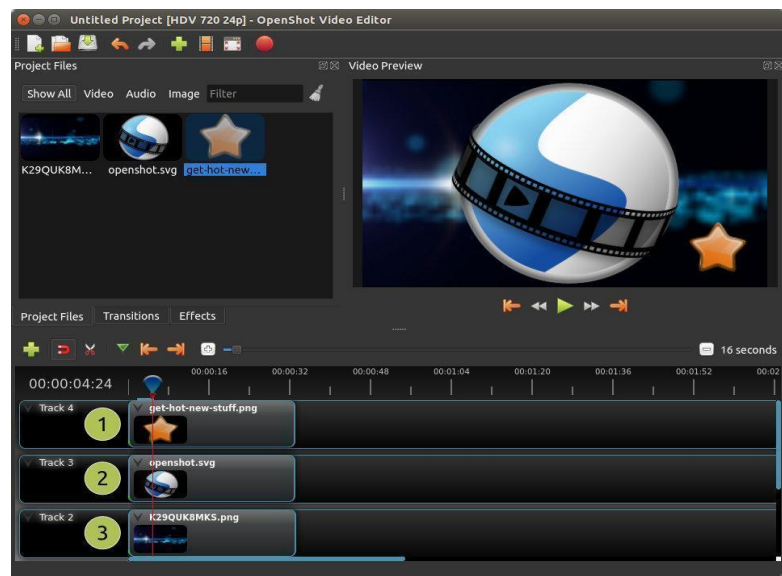 Untitled Project [HDV 720 24p] - OpenShot Video Editor
Project Files
Video Preview
Show All Video Audio Image Filter
K29QUK8M... openshot.svg get-hot-new...
Project Files Transitions Effects
16 seconds
00:00:04:24
00:00:16 00:00:32 00:00:48 00:01:04 00:01:20 00:01:36 00:01:52 00:02
Track 4 get-hot-new-stuff.png
1
Track 3 openshot.svg
2
Track 2 K29QUK8MKS.png
3